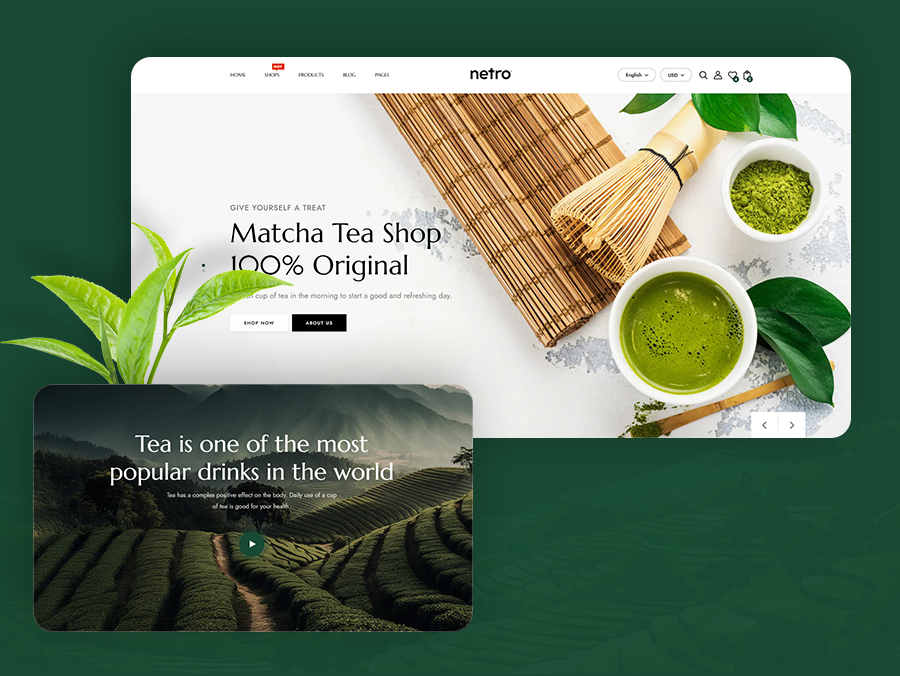 HOME SHOPS PRODUCTS BLOG PAGES netro English USD
GIVE YOURSELF A TREAT
Matcha Tea Shop
100% Original
cup of tea in the morning to start a good and refreshing day.
SHOP NOW ABOUT US
Tea is one of the most
popular drinks in the world
Tea has a complex positive effect on the body. Daily use of a cup
of tea is good for your health